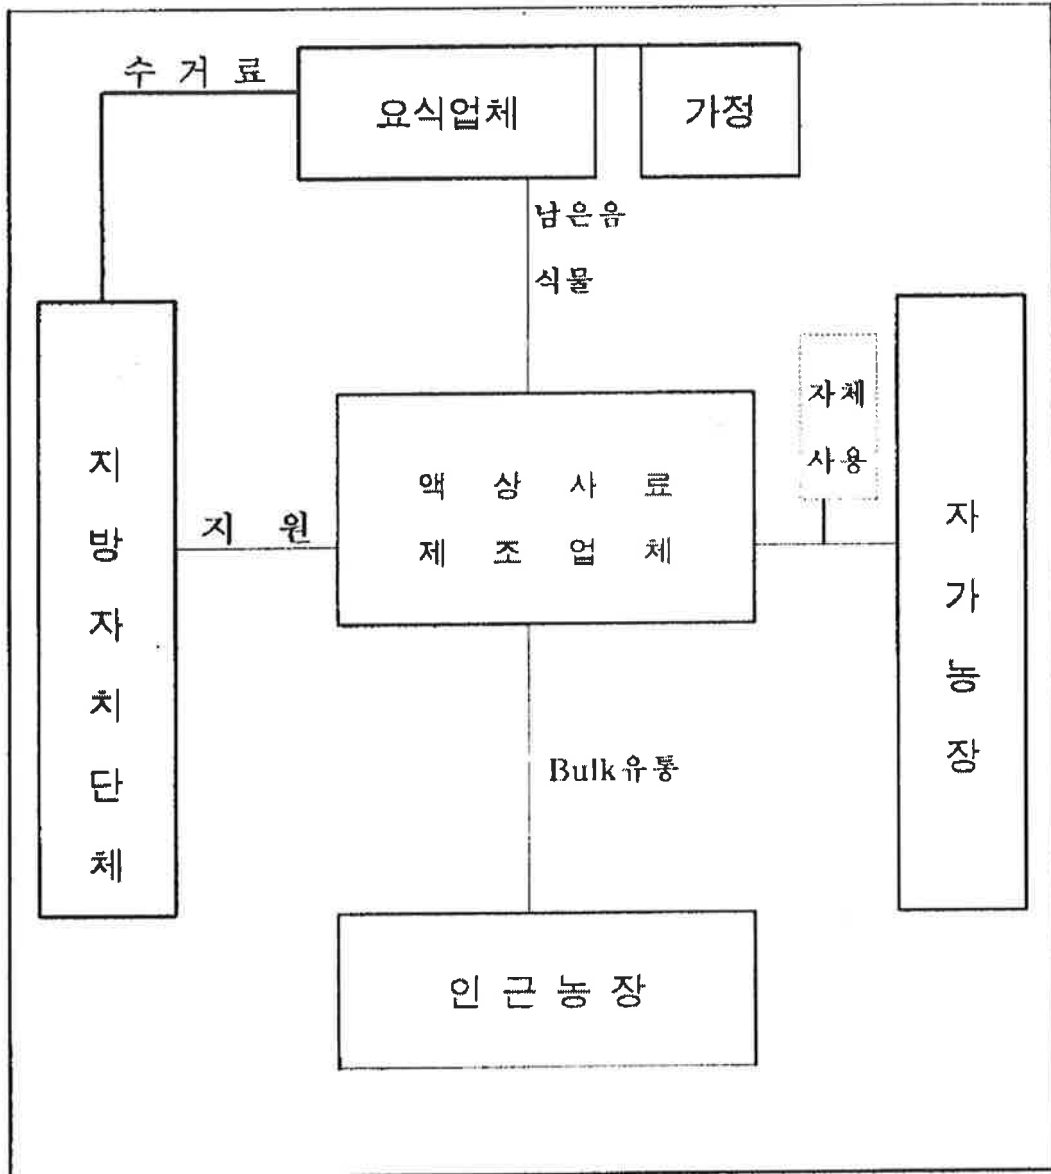 수 거 료
요식업체
가정
남은음
식물
자체
사용
지
방
자
치
단
체
지 원
액 상 사 료
제 조 업 체
자
가
농
장
Bulk유통
인 근 농 장